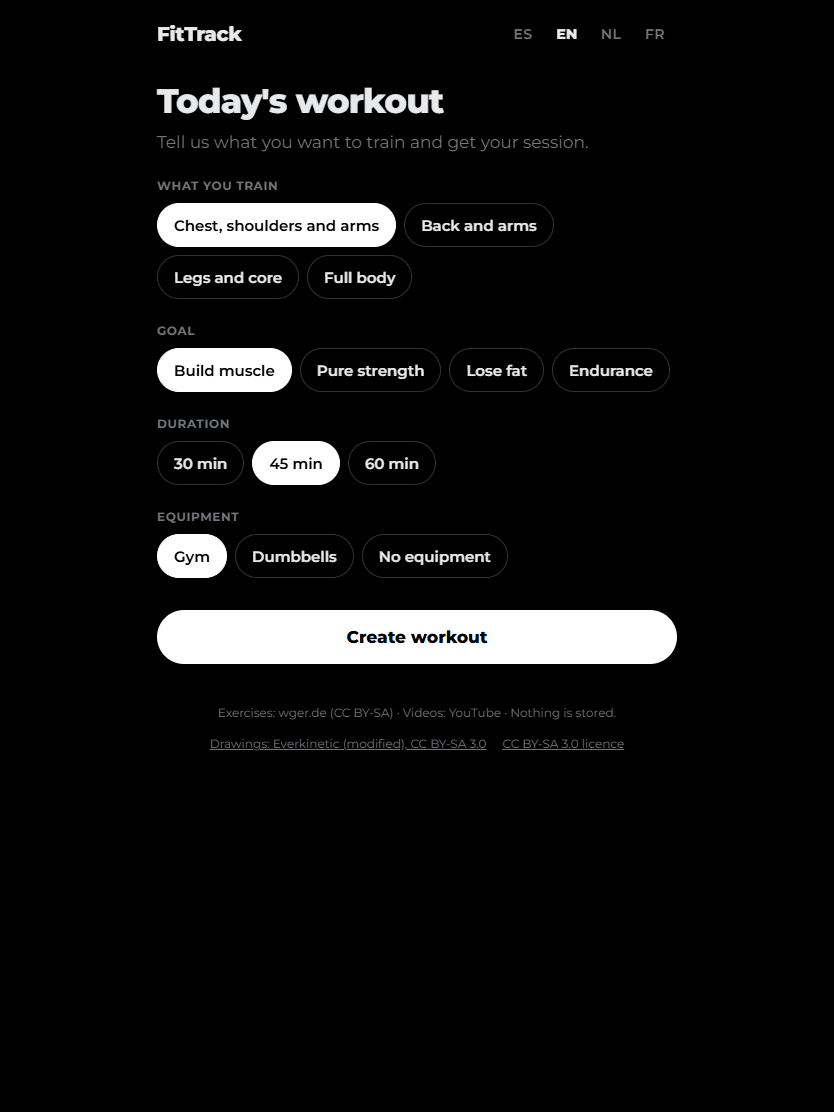 FitTrack
ES EN NL FR
Today's workout
Tell us what you want to train and get your session.
WHAT YOU TRAIN
Chest, shoulders and arms Back and arms
Legs and core Full body
GOAL
Build muscle Pure strength Lose fat Endurance
DURATION
30 min 45 min 60 min
EQUIPMENT
Gym Dumbbells No equipment
Create workout
Exercises: wger.de (CC BY-SA) · Videos: YouTube · Nothing is stored.
Drawings: Everkinetic (modified), CC BY-SA 3.0 CC BY-SA 3.0 licence